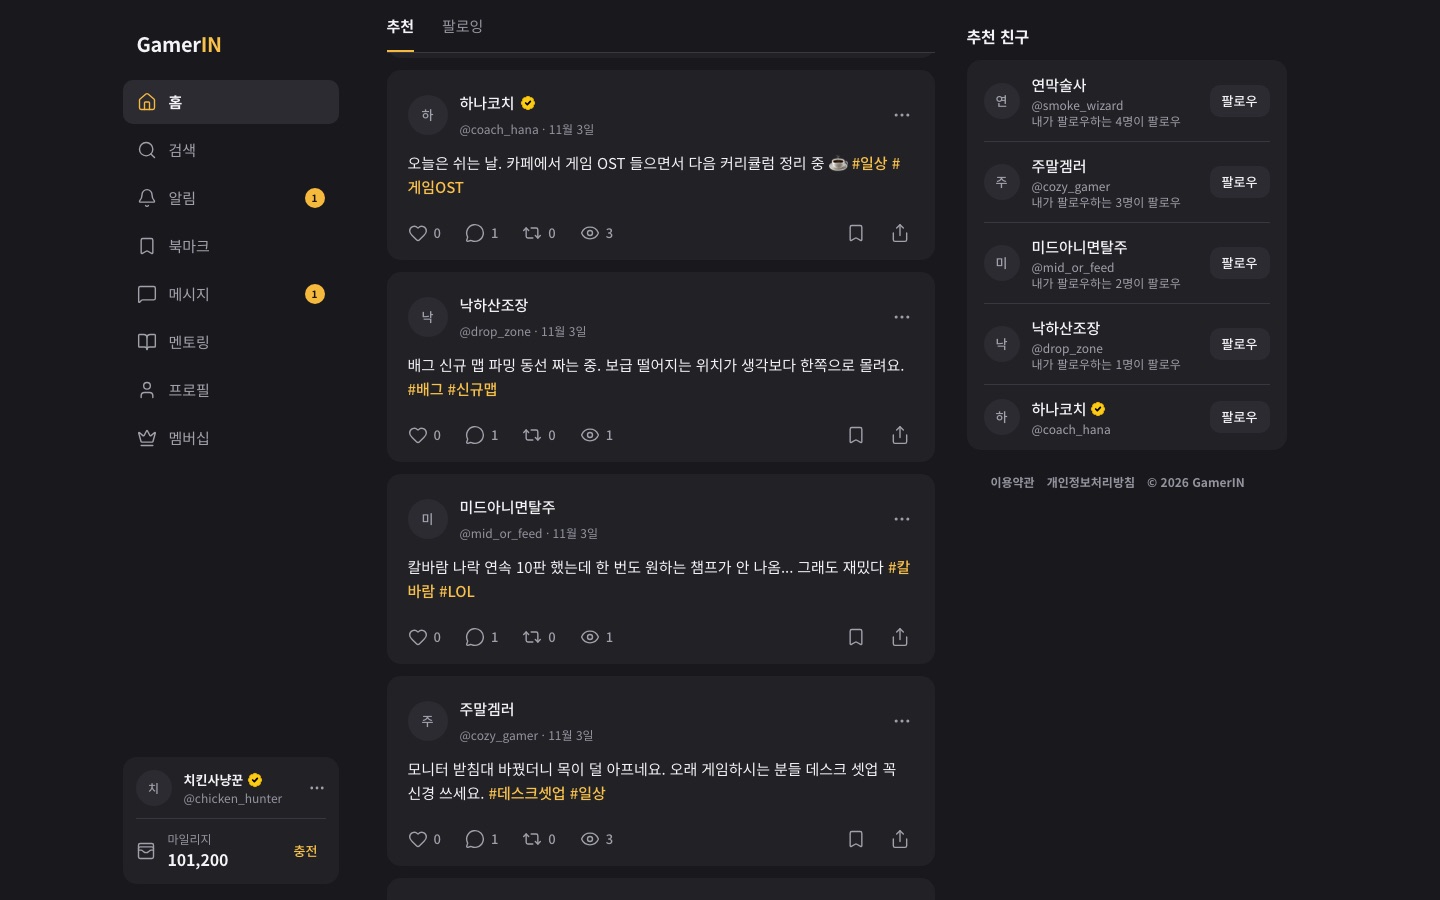 GamerIN
홈
검색
알림 1
북마크
메시지 1
멘토링
프로필
멤버십
치킨사냥꾼
치
@chicken_hunter
마일리지
101,200
충전
추천 팔로잉
하나코치
하
@coach_hana · 11월 3일
오늘은 쉬는 날. 카페에서 게임 OST 들으면서 다음 커리큘럼 정리 중 ☕ #일상 #
게임OST
0 1 0 3
낙하산조장
낙
@drop_zone · 11월 3일
배그 신규 맵 파밍 동선 짜는 중. 보급 떨어지는 위치가 생각보다 한쪽으로 몰려요.
#배그 #신규맵
0 1 0 1
미드아니면탈주
미
@mid_or_feed · 11월 3일
칼바람 나락 연속 10판 했는데 한 번도 원하는 챔프가 안 나옴... 그래도 재밌다 #칼
바람 #LOL
0 1 0 1
주말겜러
주
@cozy_gamer · 11월 3일
모니터 받침대 바꿨더니 목이 덜 아프네요. 오래 게임하시는 분들 데스크 셋업 꼭
신경 쓰세요. #데스크셋업 #일상
0 1 0 3
추천 친구
연막술사
연
@smoke_wizard
내가 팔로우하는 4명이 팔로우
팔로우
주말겜러
주
@cozy_gamer
내가 팔로우하는 3명이 팔로우
팔로우
미드아니면탈주
미
@mid_or_feed
내가 팔로우하는 2명이 팔로우
팔로우
낙하산조장
낙
@drop_zone
내가 팔로우하는 1명이 팔로우
팔로우
하나코치
하
@coach_hana
팔로우
이용약관 개인정보처리방침 © 2026 GamerIN